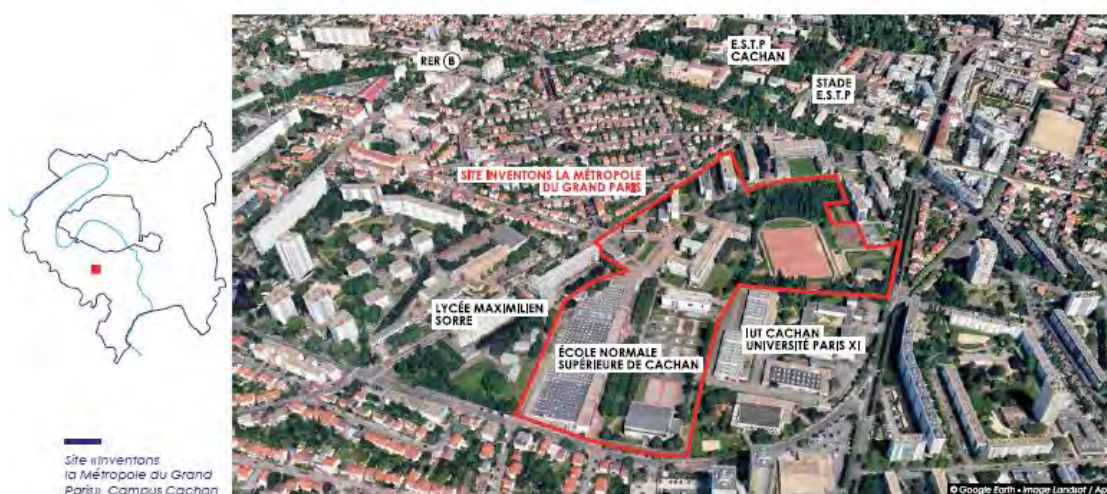 E.S.T.P
CACHAN
RER B
STADE
E.S.T.P
SITE INVENTONS LA MÉTROPOLE
DU GRAND PARIS
LYCÉE MAXIMILIEN
SORRE
IUT CACHAN
UNIVERSITÉ PARIS XI
ÉCOLE NORMALE
SUPÉRIEURE DE CACHAN
Site «Inventons
la Métropole du Grand
Paris», Campus Cachan
© Google Earth • Image Landsat /